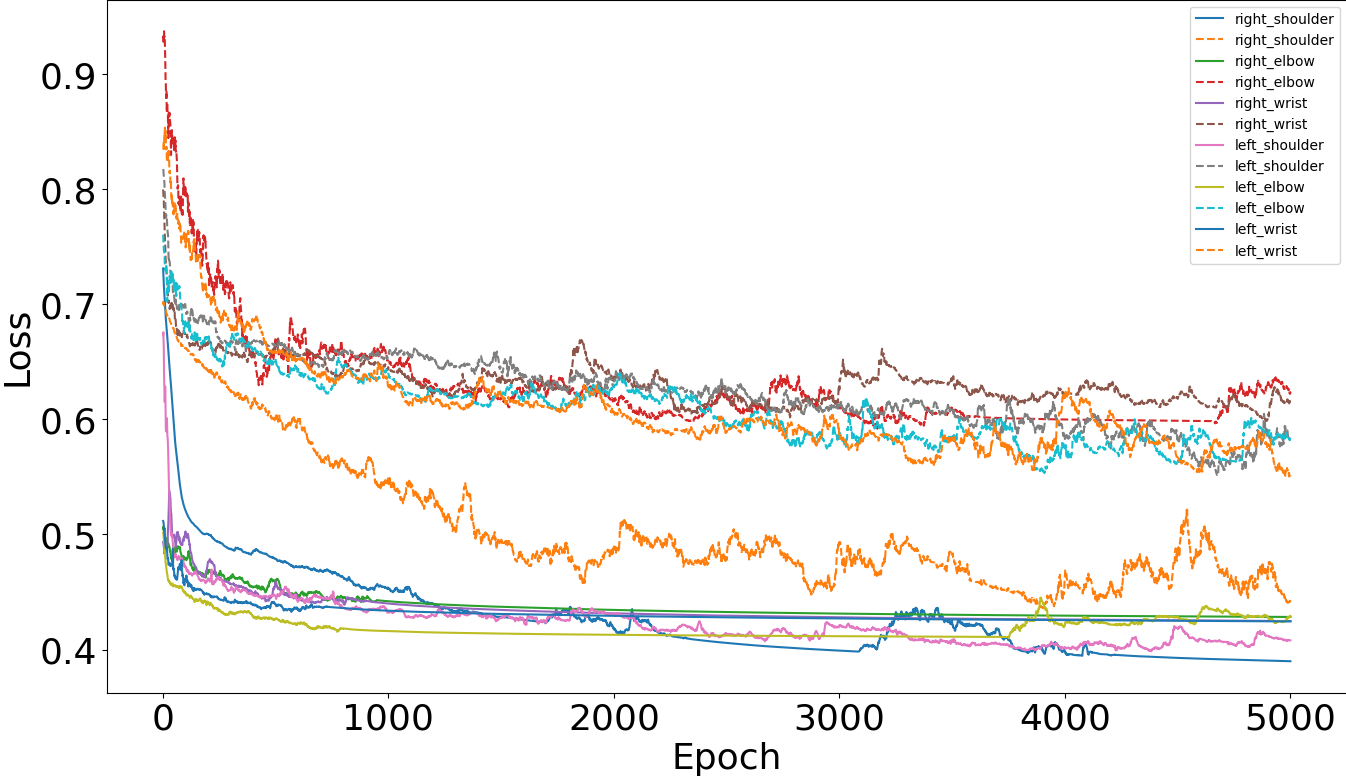 right_shoulder
right_shoulder
right_elbow
right_elbow
right_wrist
right_wrist
left_shoulder
left_shoulder
left_elbow
left_elbow
left_wrist
left_wrist
0.9
0.8
0.7
0.6
0.5
0.4
Loss
0 1000 2000 3000 4000 5000
Epoch